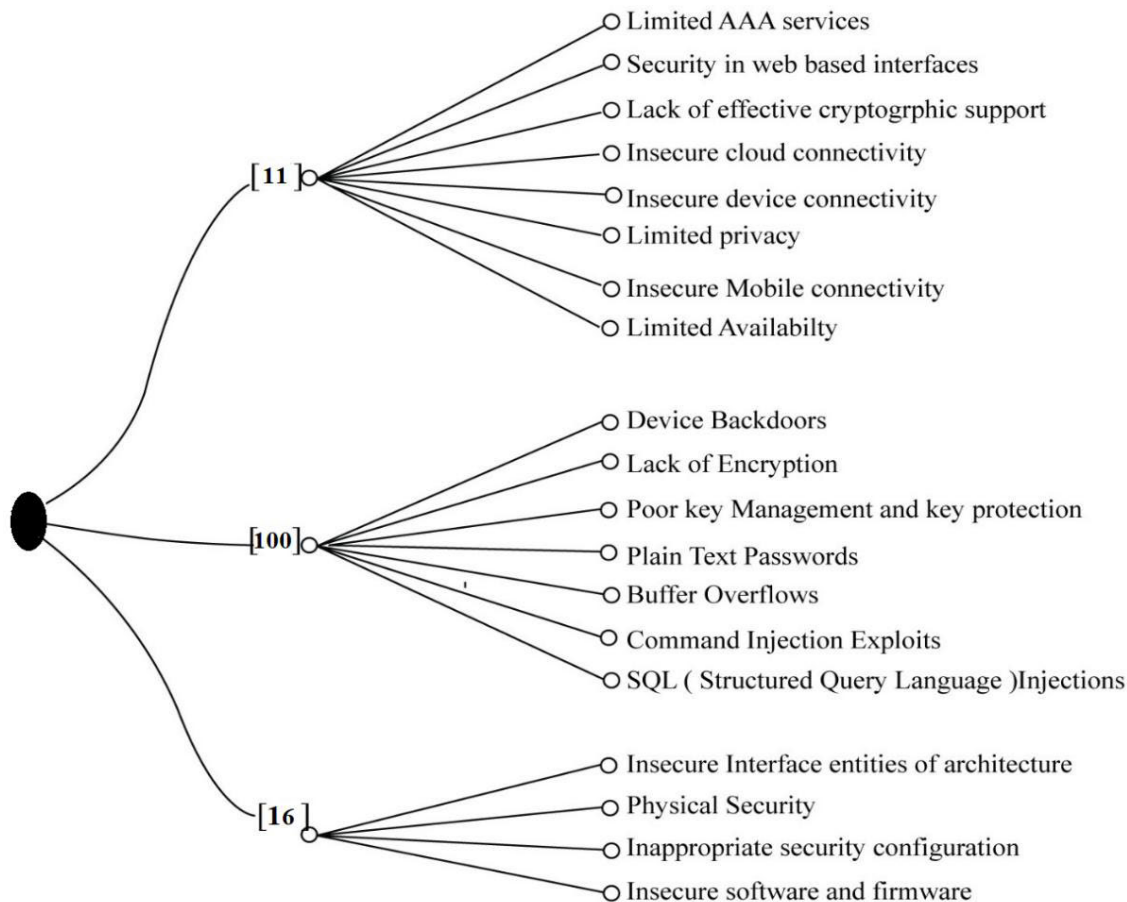 [11]
Limited AAA services
Security in web based interfaces
Lack of effective cryptogrphic support
Insecure cloud connectivity
Insecure device connectivity
Limited privacy
Insecure Mobile connectivity
Limited Availabilty
[100]
Device Backdoors
Lack of Encryption
Poor key Management and key protection
Plain Text Passwords
Buffer Overflows
Command Injection Exploits
SQL ( Structured Query Language )Injections
[16]
Insecure Interface entities of architecture
Physical Security
Inappropriate security configuration
Insecure software and firmware